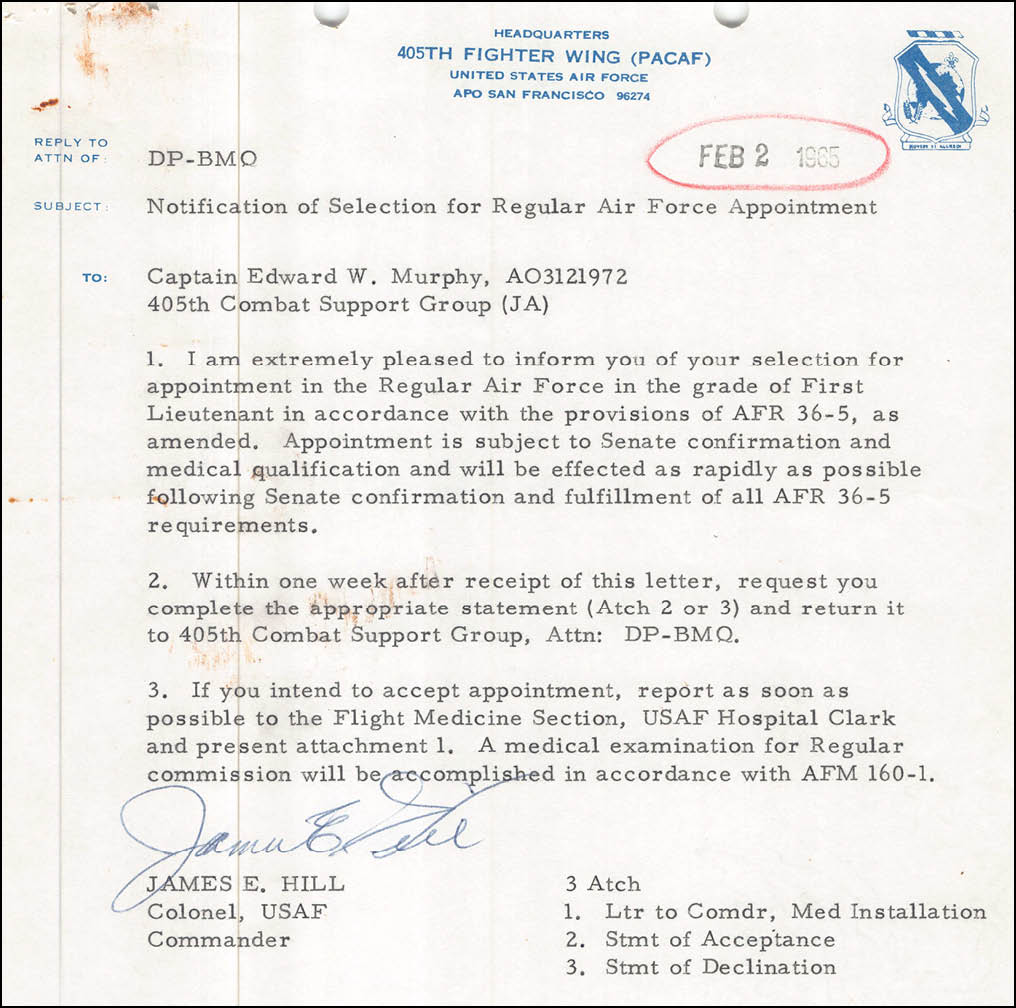 HEADQUARTERS
405TH FIGHTER WING (PACAF)
UNITED STATES AIR FORCE
APO SAN FRANCISCO 96274
REPLY TO
ATTN OF: DP-BMQ
FEB 2 1965
SUBJECT: Notification of Selection for Regular Air Force Appointment
TO: Captain Edward W. Murphy, AO3121972
405th Combat Support Group (JA)
1. I am extremely pleased to inform you of your selection for
appointment in the Regular Air Force in the grade of First
Lieutenant in accordance with the provisions of AFR 36-5, as
amended. Appointment is subject to Senate confirmation and
medical qualification and will be effected as rapidly as possible
following Senate confirmation and fulfillment of all AFR 36-5
requirements.
2. Within one week after receipt of this letter, request you
complete the appropriate statement (Atch 2 or 3) and return it
to 405th Combat Support Group, Attn: DP-BMQ.
3. If you intend to accept appointment, report as soon as
possible to the Flight Medicine Section, USAF Hospital Clark
and present attachment 1. A medical examination for Regular
commission will be accomplished in accordance with AFM 160-1.
James E. Hill
JAMES E. HILL
Colonel, USAF
Commander
3 Atch
1. Ltr to Comdr, Med Installation
2. Stmt of Acceptance
3. Stmt of Declination